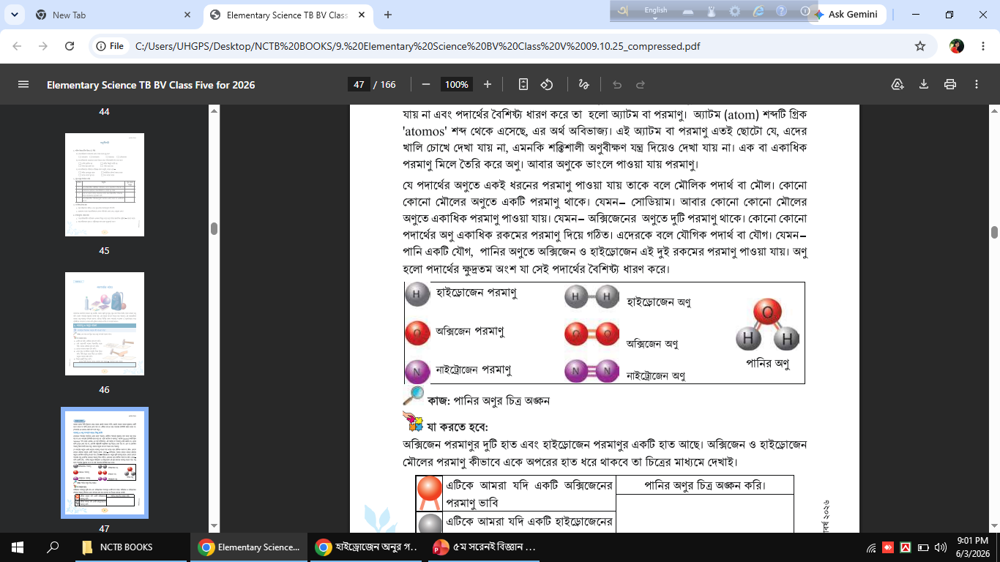 New Tab
Elementary Science TB BV Class
English
Ask Gemini
File
C:/Users/UHGPS/Desktop/NCTB%20BOOKS/9.%20Elementary%20Science%20BV%20Class%20V%2009.10.25_compressed.pdf
Elementary Science TB BV Class Five for 2026
47 / 166
100%
44
45
46
47
যায় না এবং পদার্থের বৈশিষ্ট্য ধারণ করে তা হলো অ্যাটম বা পরমাণু। অ্যাটম (atom) শব্দটি গ্রিক
'atomos' শব্দ থেকে এসেছে, এর অর্থ অবিভাজ্য। এই অ্যাটম বা পরমাণু এতই ছোটো যে, এদের
খালি চোখে দেখা যায় না, এমনকি শক্তিশালী অণুবীক্ষণ যন্ত্র দিয়েও দেখা যায় না। এক বা একাধিক
পরমাণু মিলে তৈরি করে অণু। আবার অণুকে ভাংলে পাওয়া যায় পরমাণু।
যে পদার্থের অণুতে একই ধরনের পরমাণু পাওয়া যায় তাকে বলে মৌলিক পদার্থ বা মৌল। কোনো
কোনো মৌলের অণুতে একটি পরমাণু থাকে। যেমন– সোডিয়াম। আবার কোনো কোনো মৌলের
অণুতে একাধিক পরমাণু পাওয়া যায়। যেমন– অক্সিজেনের অণুতে দুটি পরমাণু থাকে। কোনো কোনো
পদার্থের অণু একাধিক রকমের পরমাণু দিয়ে গঠিত। এদেরকে বলে যৌগিক পদার্থ বা যৌগ। যেমন–
পানি একটি যৌগ, পানির অণুতে অক্সিজেন ও হাইড্রোজেন এই দুই রকমের পরমাণু পাওয়া যায়। অণু
হলো পদার্থের ক্ষুদ্রতম অংশ যা সেই পদার্থের বৈশিষ্ট্য ধারণ করে।
H হাইড্রোজেন পরমাণু
H H হাইড্রোজেন অণু
O অক্সিজেন পরমাণু
O O অক্সিজেন অণু
N নাইট্রোজেন পরমাণু
N N নাইট্রোজেন অণু
O
H H
পানির অণু
কাজ: পানির অণুর চিত্র অঙ্কন
যা করতে হবে:
অক্সিজেন পরমাণুর দুটি হাত এবং হাইড্রোজেন পরমাণুর একটি হাত আছে। অক্সিজেন ও হাইড্রোজেন
মৌলের পরমাণু কীভাবে একে অপরের হাত ধরে থাকবে তা চিত্রের মাধ্যমে দেখাই।
এটিকে আমরা যদি একটি অক্সিজেনের
পরমাণু ভাবি
পানির অণুর চিত্র অঙ্কন করি।
এটিকে আমরা যদি একটি হাইড্রোজেনের
২০২৬
NCTB BOOKS
Elementary Science...
হাইড্রোজেন অনুর গ...
৫ম সরেনই বিজ্ঞান ...
9:01 PM
6/3/2026